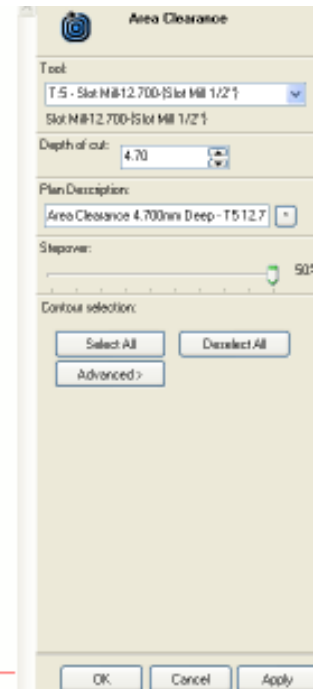 Area Clearance
Tool:
T:5 - Slot Mill-12.700-{Slot Mill 1/2"}
Slot Mill-12.700-{Slot Mill 1/2"}
Depth of cut:
4.70
Plan Description:
Area Clearance 4.700mm Deep - T5 12.7
Stepover:
50%
Contour selection:
Select All
Deselect All
Advanced >
OK
Cancel
Apply